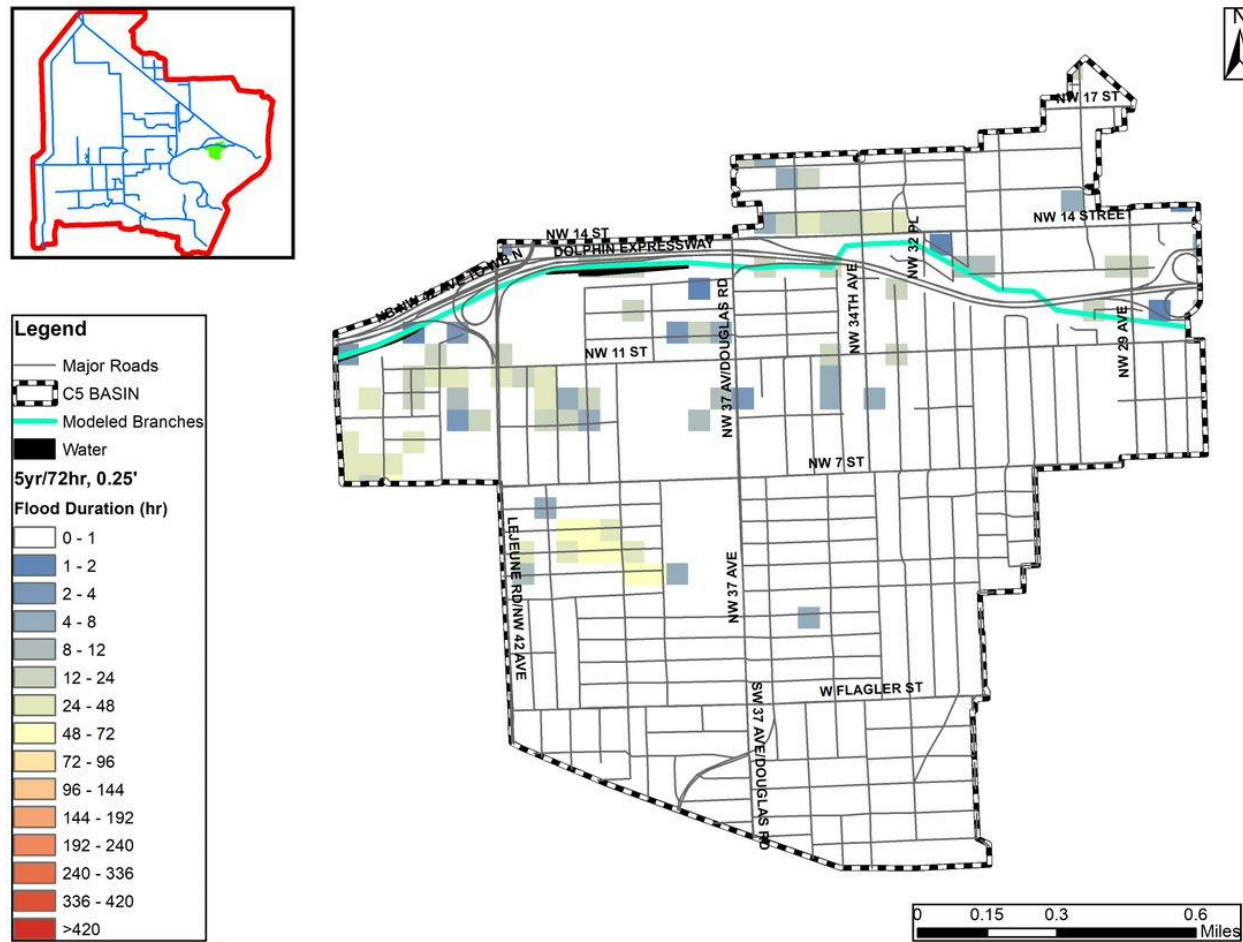 N
NW 17 ST
NW 14 STREET
NW 14 ST
DOLPHIN EXPRESSWAY
NW 32 PL
NW 37 AV/DOUGLAS RD
NW 34TH AVE
NW 29 AVE
NW 11 ST
NW 7 ST
LEJEUNE RD/NW 42 AVE
NW 37 AVE
W FLAGLER ST
SW 37 AVE/DOUGLAS RD
Legend
Major Roads
C5 BASIN
Modeled Branches
Water
5yr/72hr, 0.25'
Flood Duration (hr)
0 - 1
1 - 2
2 - 4
4 - 8
8 - 12
12 - 24
24 - 48
48 - 72
72 - 96
96 - 144
144 - 192
192 - 240
240 - 336
336 - 420
>420
0 0.15 0.3 0.6
Miles